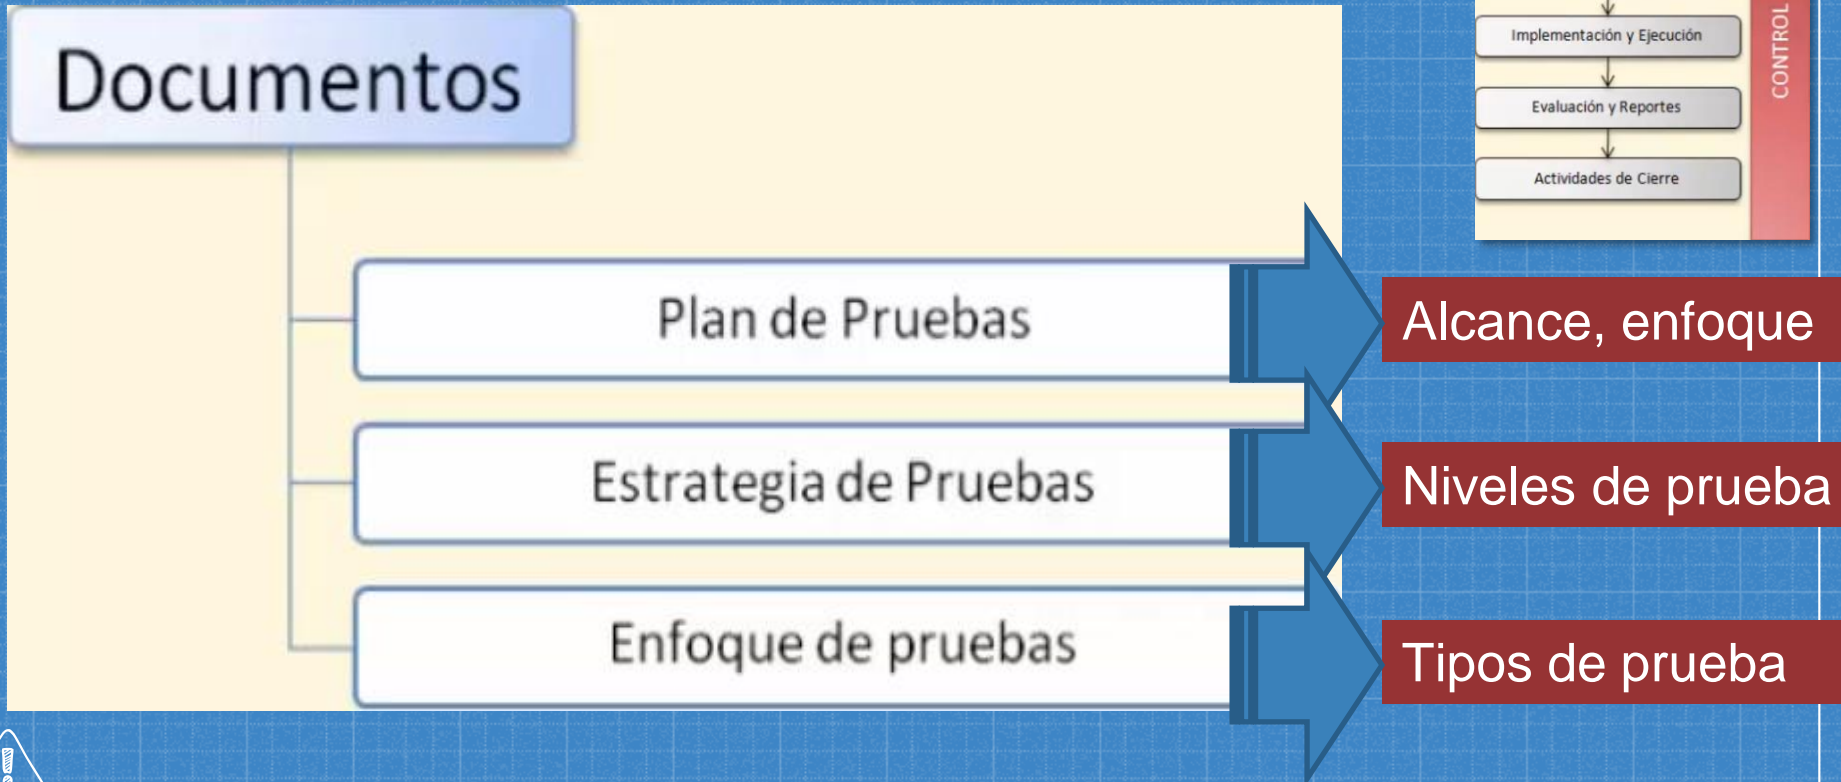 Documentos
Plan de Pruebas
Estrategia de Pruebas
Enfoque de pruebas
Implementación y Ejecución
Evaluación y Reportes
Actividades de Cierre
CONTROL
Alcance, enfoque
Niveles de prueba
Tipos de prueba